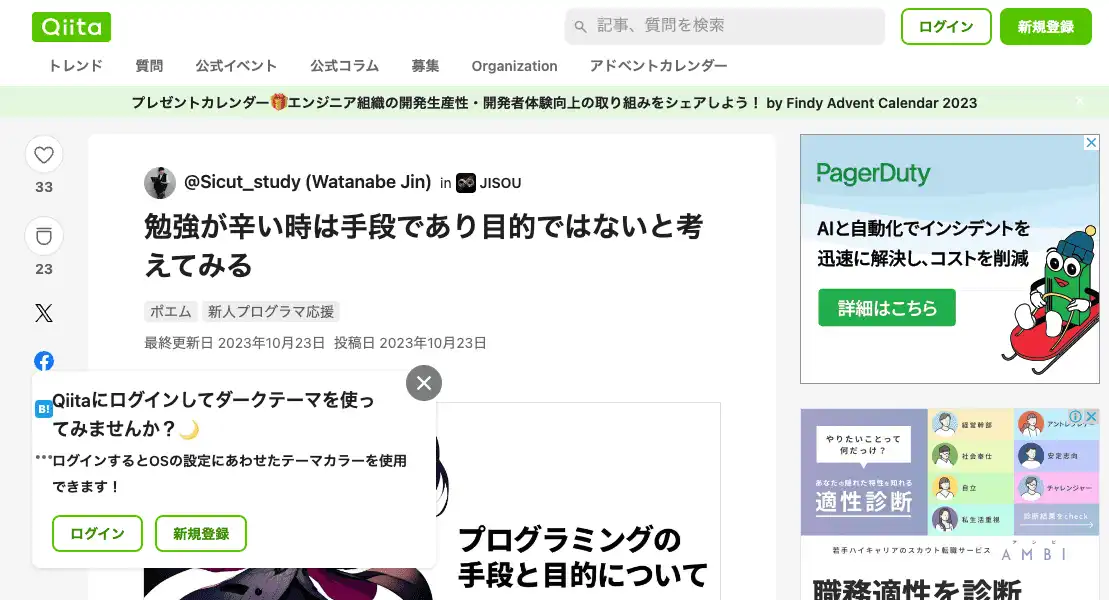 Qiita
記事、質問を検索
ログイン
新規登録
トレンド 質問 公式イベント 公式コラム 募集 Organization アドベントカレンダー
プレゼントカレンダー🎁エンジニア組織の開発生産性・開発者体験向上の取り組みをシェアしよう! by Findy Advent Calendar 2023
33
23
@Sicut_study (Watanabe Jin) in JISOU
勉強が辛い時は手段であり目的ではないと考
えてみる
ポエム 新人プログラマ応援
最終更新日 2023年10月23日 投稿日 2023年10月23日
B!
Qiitaにログインしてダークテーマを使っ
てみませんか?🌙
ログインするとOSの設定にあわせたテーマカラーを使用
できます!
ログイン
新規登録
プログラミングの
手段と目的について
PagerDuty
AIと自動化でインシデントを
迅速に解決し、コストを削減
詳細はこちら
やりたいことって
何だっけ?
あなたの隠れた特性を知れる
適性診断
経営幹部
社会奉仕
安定志向
自立
チャレンジャー
私生活重視
診断結果をcheck
若手ハイキャリアのスカウト転職サービス
アンビ
AMBI
職務適性を診断